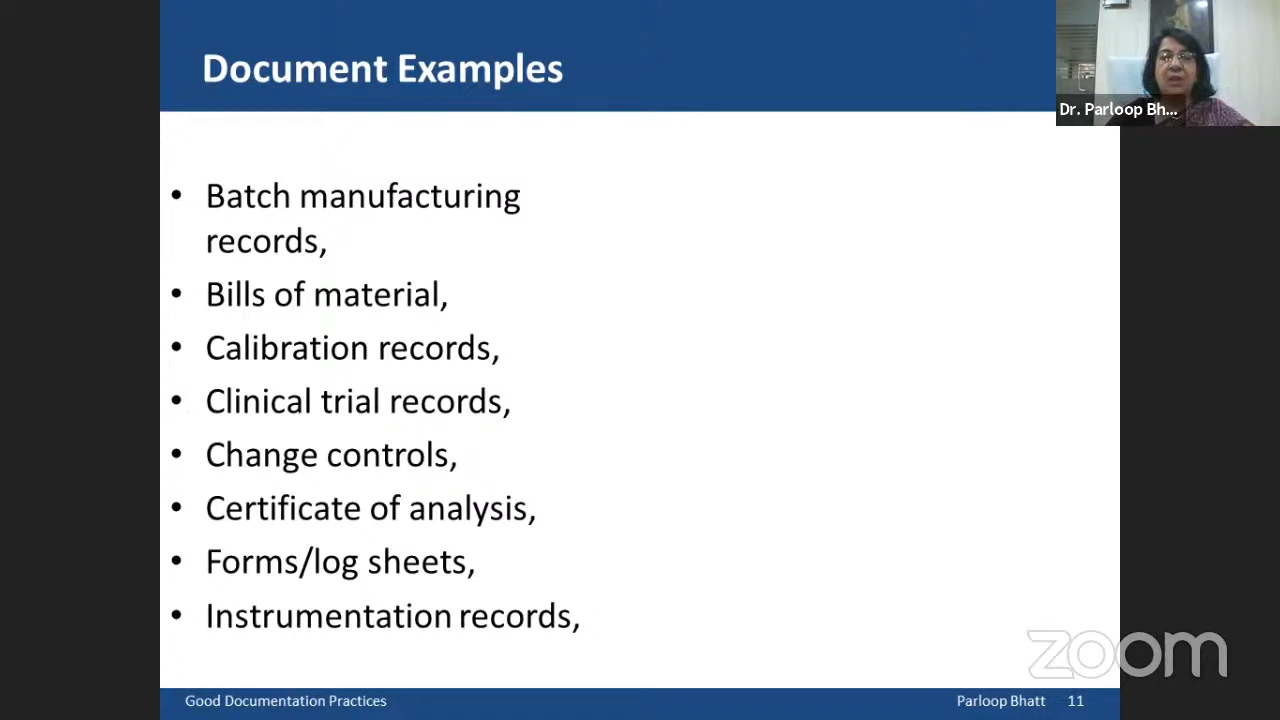 Document Examples
Dr. Parloop Bh...
• Batch manufacturing
records,
• Bills of material,
• Calibration records,
• Clinical trial records,
• Change controls,
• Certificate of analysis,
• Forms/log sheets,
• Instrumentation records,
zoom
Good Documentation Practices
Parloop Bhatt 11